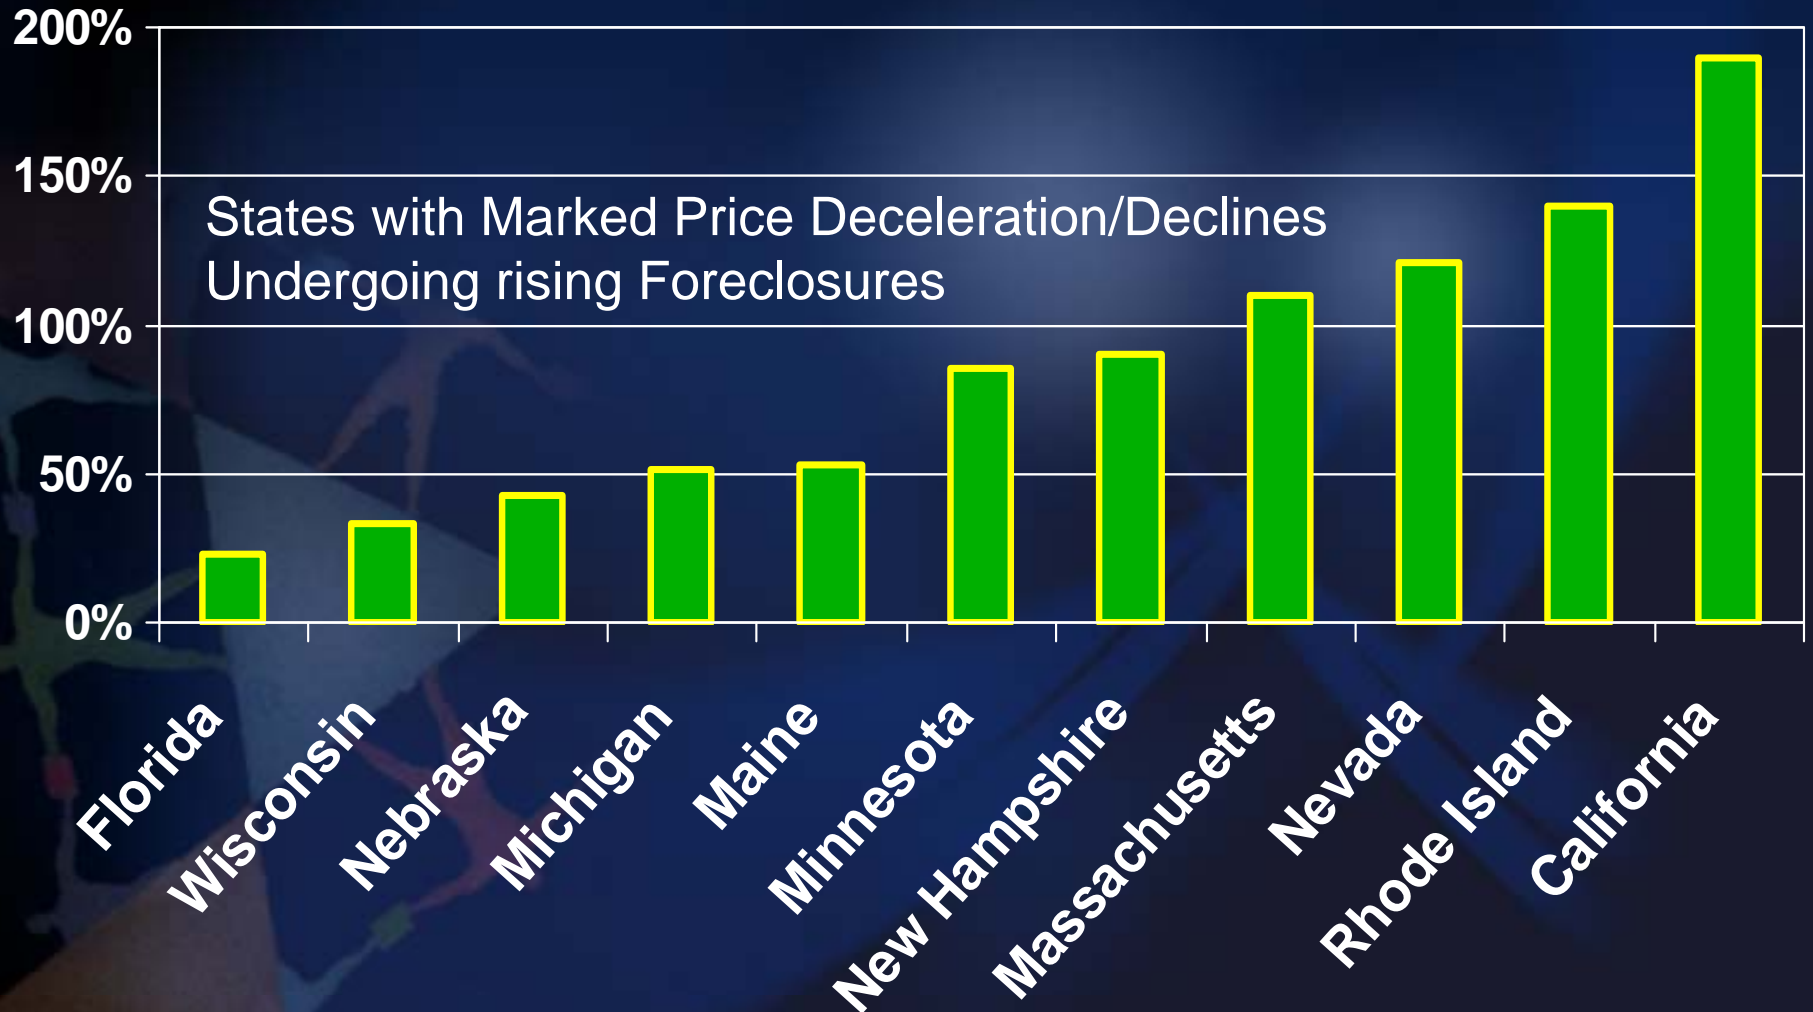 200%
150%
100%
50%
0%
States with Marked Price Deceleration/Declines
Undergoing rising Foreclosures
Florida
Wisconsin
Nebraska
Michigan
Maine
Minnesota
New Hampshire
Massachusetts
Nevada
Rhode Island
California